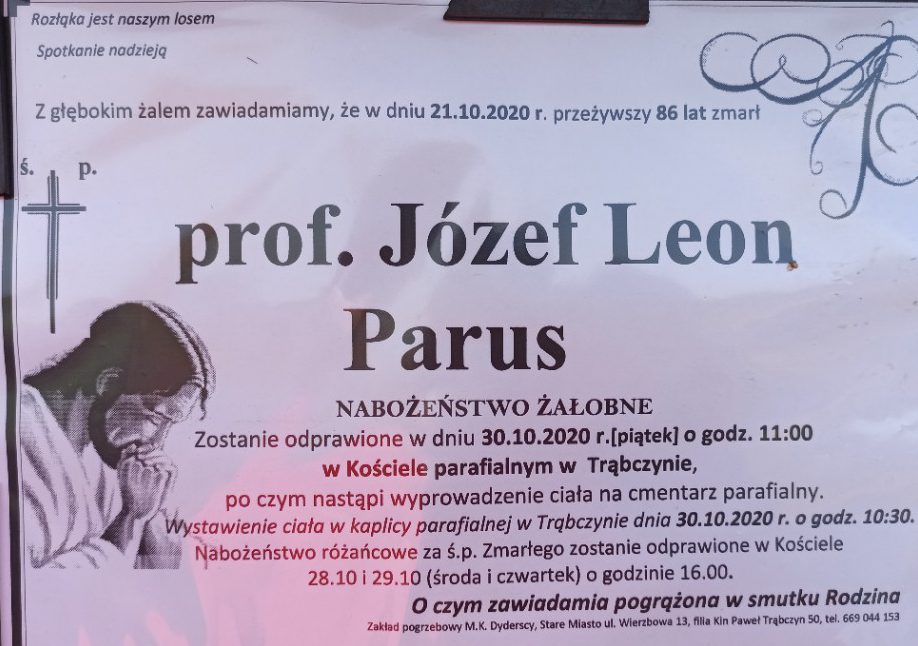 Rozłąka jest naszym losem
Spotkanie nadzieją
Z głębokim żalem zawiadamiamy, że w dniu 21.10.2020 r. przeżywszy 86 lat zmarł
ś. p.
prof. Józef Leon
Parus
NABOŻEŃSTWO ŻAŁOBNE
Zostanie odprawione w dniu 30.10.2020 r.[piątek] o godz. 11:00
w Kościele parafialnym w Trąbczynie,
po czym nastąpi wyprowadzenie ciała na cmentarz parafialny.
Wystawienie ciała w kaplicy parafialnej w Trąbczynie dnia 30.10.2020 r. o godz. 10:30.
Nabożeństwo różańcowe za ś.p. Zmarłego zostanie odprawione w Kościele
28.10 i 29.10 (środa i czwartek) o godzinie 16.00.
O czym zawiadamia pogrążona w smutku Rodzina
Zakład pogrzebowy M.K. Dyderscy, Stare Miasto ul. Wierzbowa 13, filia Kin Paweł Trąbczyn 50, tel. 669 044 153